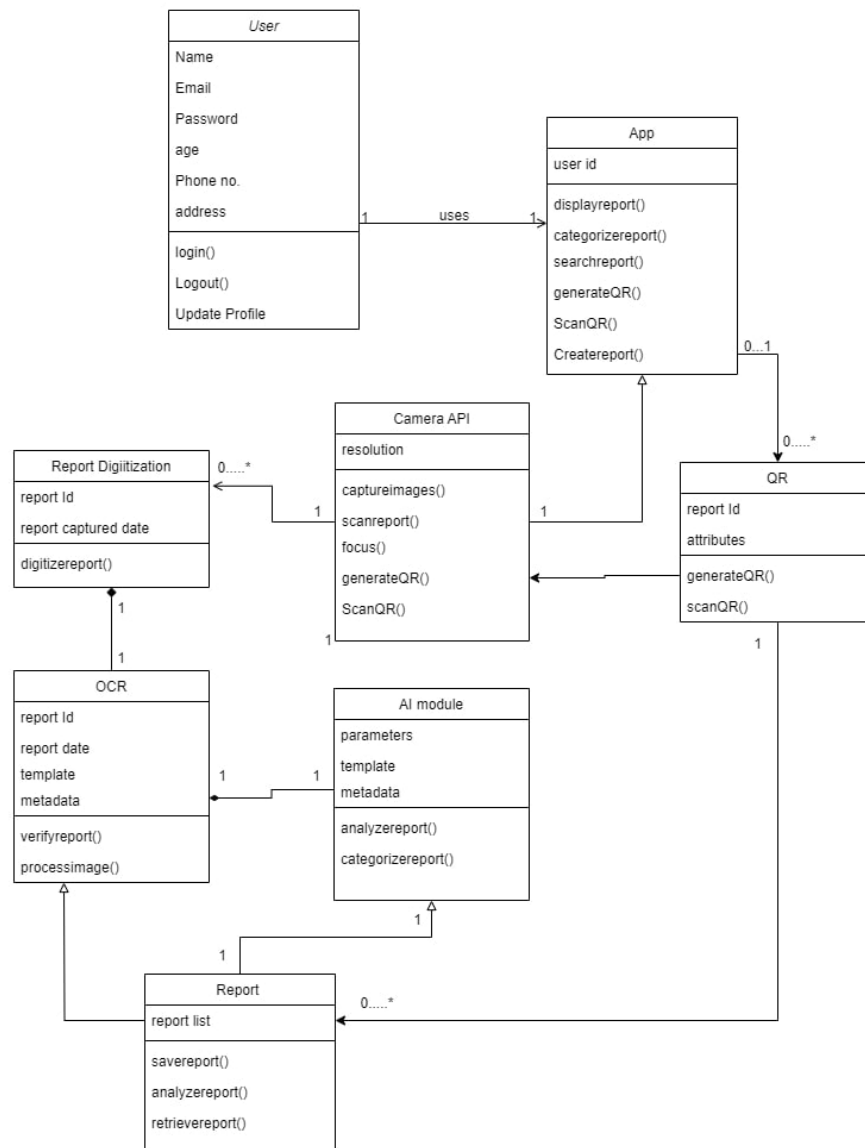 User
Name
Email
Password
age
Phone no.
address
login()
Logout()
Update Profile
1
uses
1
App
user id
displayreport()
categorizereport()
searchreport()
generateQR()
ScanQR()
Createreport()
0...1
0.....*
Camera API
resolution
captureimages()
scanreport()
focus()
generateQR()
ScanQR()
1
1
1
Report Digiitization
report Id
report captured date
digitizereport()
0.....*
1
1
QR
report Id
attributes
generateQR()
scanQR()
1
OCR
report Id
report date
template
metadata
verifyreport()
processimage()
1
1
AI module
parameters
template
metadata
analyzereport()
categorizereport()
1
1
Report
report list
savereport()
analyzereport()
retrievereport()
0.....*